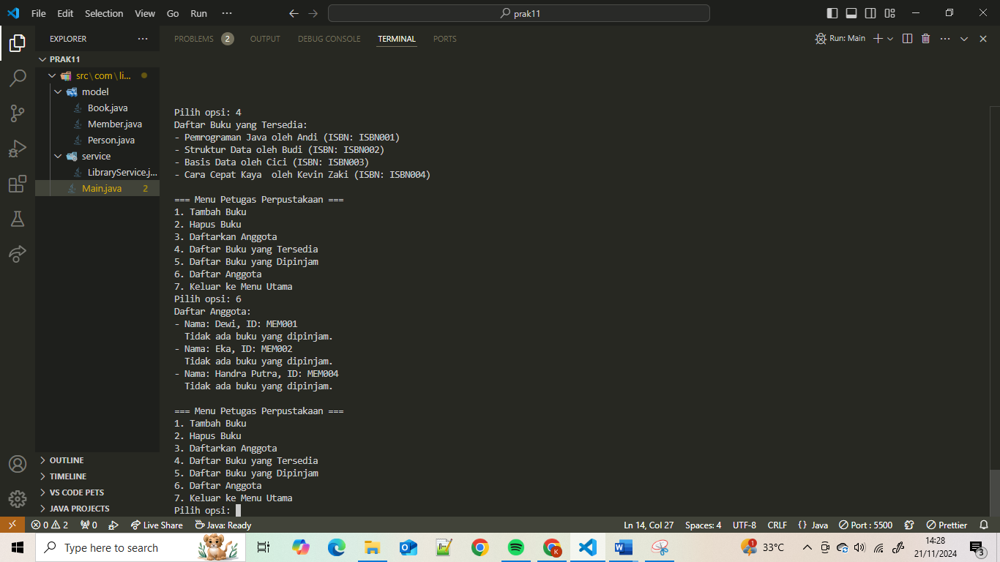 File Edit Selection View Go Run ··· prak11
EXPLORER ···
PRAK11
src\com\li...
model
Book.java
Member.java
Person.java
service
LibraryService.j...
Main.java 2
OUTLINE
TIMELINE
VS CODE PETS
JAVA PROJECTS
PROBLEMS 2 OUTPUT DEBUG CONSOLE TERMINAL PORTS Run: Main ···
Pilih opsi: 4
Daftar Buku yang Tersedia:
- Pemrograman Java oleh Andi (ISBN: ISBN001)
- Struktur Data oleh Budi (ISBN: ISBN002)
- Basis Data oleh Cici (ISBN: ISBN003)
- Cara Cepat Kaya  oleh Kevin Zaki (ISBN: ISBN004)
=== Menu Petugas Perpustakaan ===
1. Tambah Buku
2. Hapus Buku
3. Daftarkan Anggota
4. Daftar Buku yang Tersedia
5. Daftar Buku yang Dipinjam
6. Daftar Anggota
7. Keluar ke Menu Utama
Pilih opsi: 6
Daftar Anggota:
- Nama: Dewi, ID: MEM001
  Tidak ada buku yang dipinjam.
- Nama: Eka, ID: MEM002
  Tidak ada buku yang dipinjam.
- Nama: Handra Putra, ID: MEM004
  Tidak ada buku yang dipinjam.
=== Menu Petugas Perpustakaan ===
1. Tambah Buku
2. Hapus Buku
3. Daftarkan Anggota
4. Daftar Buku yang Tersedia
5. Daftar Buku yang Dipinjam
6. Daftar Anggota
7. Keluar ke Menu Utama
Pilih opsi:
0 2 0 Live Share Java: Ready Ln 14, Col 27 Spaces: 4 UTF-8 CRLF {} Java Port : 5500 Prettier
Type here to search 1 33°C 14:28 3
21/11/2024